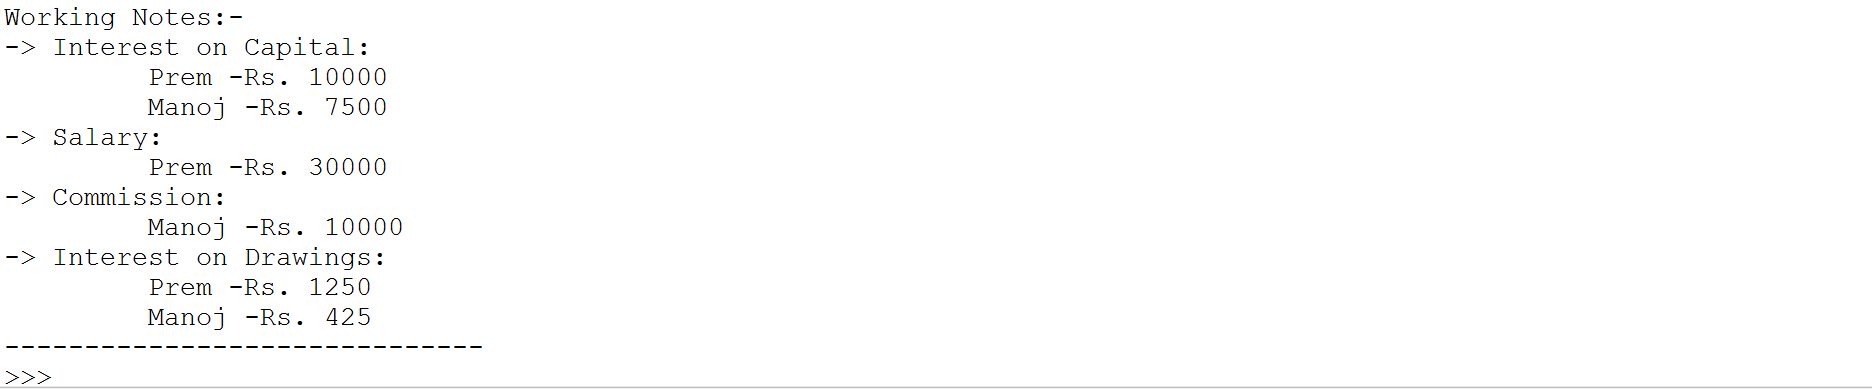 Working Notes:-
-> Interest on Capital:
Prem -Rs. 10000
Manoj -Rs. 7500
-> Salary:
Prem -Rs. 30000
-> Commission:
Manoj -Rs. 10000
-> Interest on Drawings:
Prem -Rs. 1250
Manoj -Rs. 425
------------------------------
>>>